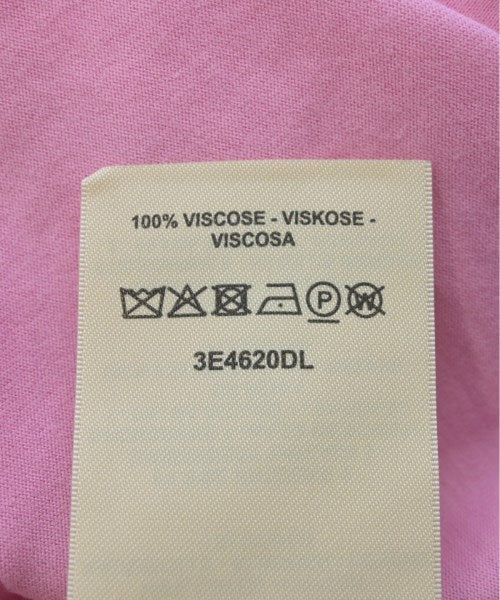 100% VISCOSE - VISKOSE -
VISCOSA
P W
3E4620DL